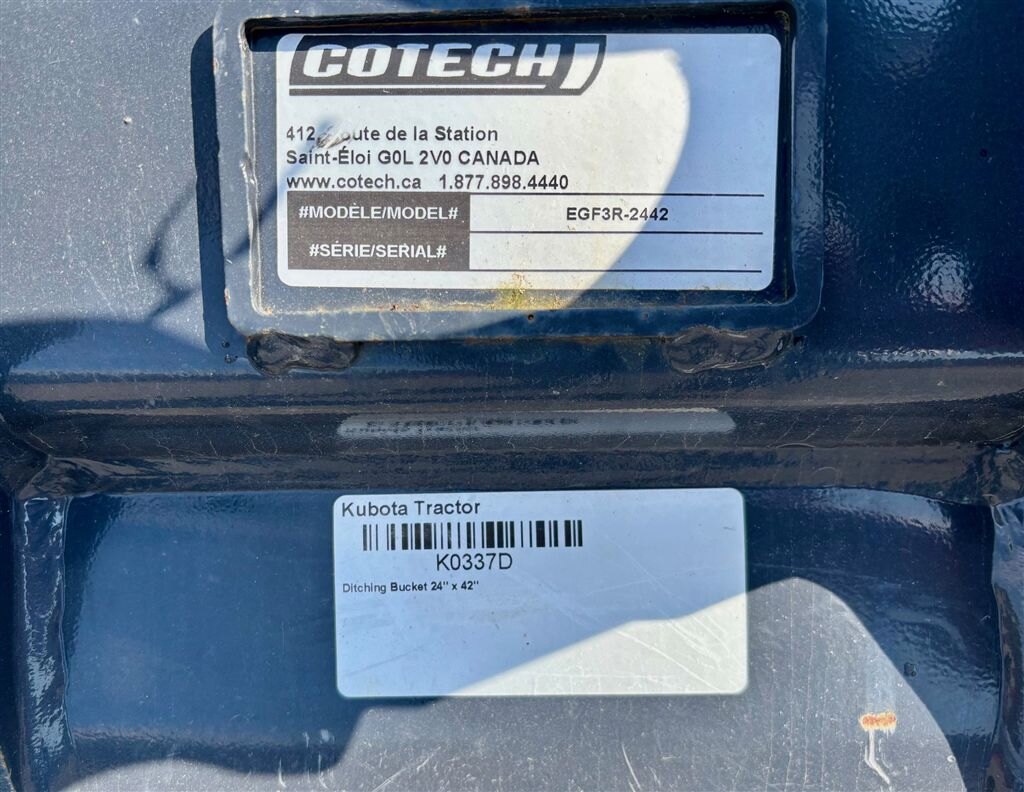 COTECH
412, Route de la Station
Saint-Éloi G0L 2V0 CANADA
www.cotech.ca 1.877.898.4440
#MODÈLE/MODEL# EGF3R-2442
#SÉRIE/SERIAL#
Kubota Tractor
K0337D
Ditching Bucket 24" x 42"